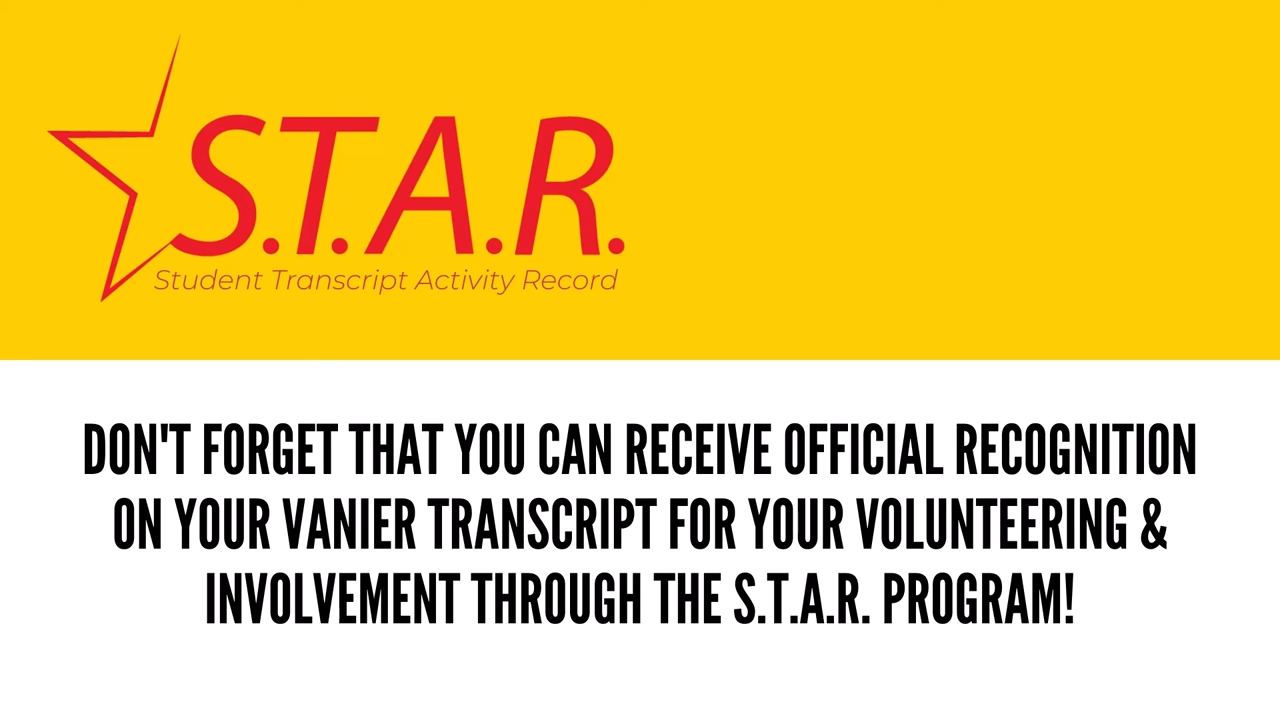 S.T.A.R.
Student Transcript Activity Record
DON'T FORGET THAT YOU CAN RECEIVE OFFICIAL RECOGNITION
ON YOUR VANIER TRANSCRIPT FOR YOUR VOLUNTEERING &
INVOLVEMENT THROUGH THE S.T.A.R. PROGRAM!